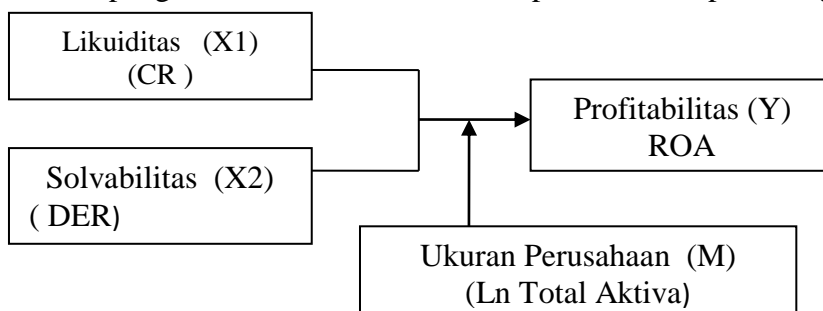 Likuiditas (X1)
(CR )
Profitabilitas (Y)
ROA
Solvabilitas (X2)
( DER)
Ukuran Perusahaan (M)
(Ln Total Aktiva)